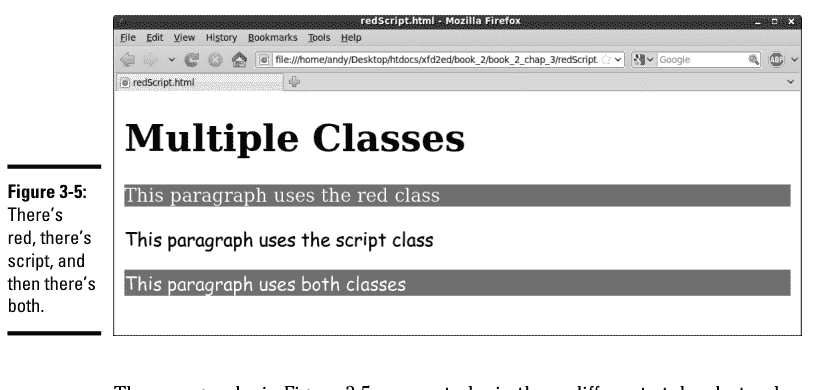 redScript.html - Mozilla Firefox
File Edit View History Bookmarks Tools Help
file:///home/andy/Desktop/htdocs/xfd2ed/book_2/book_2_chap_3/redScript.
Google
ABP
redScript.html
Multiple Classes
This paragraph uses the red class
This paragraph uses the script class
This paragraph uses both classes
Figure 3-5:
There's
red, there's
script, and
then there's
both.